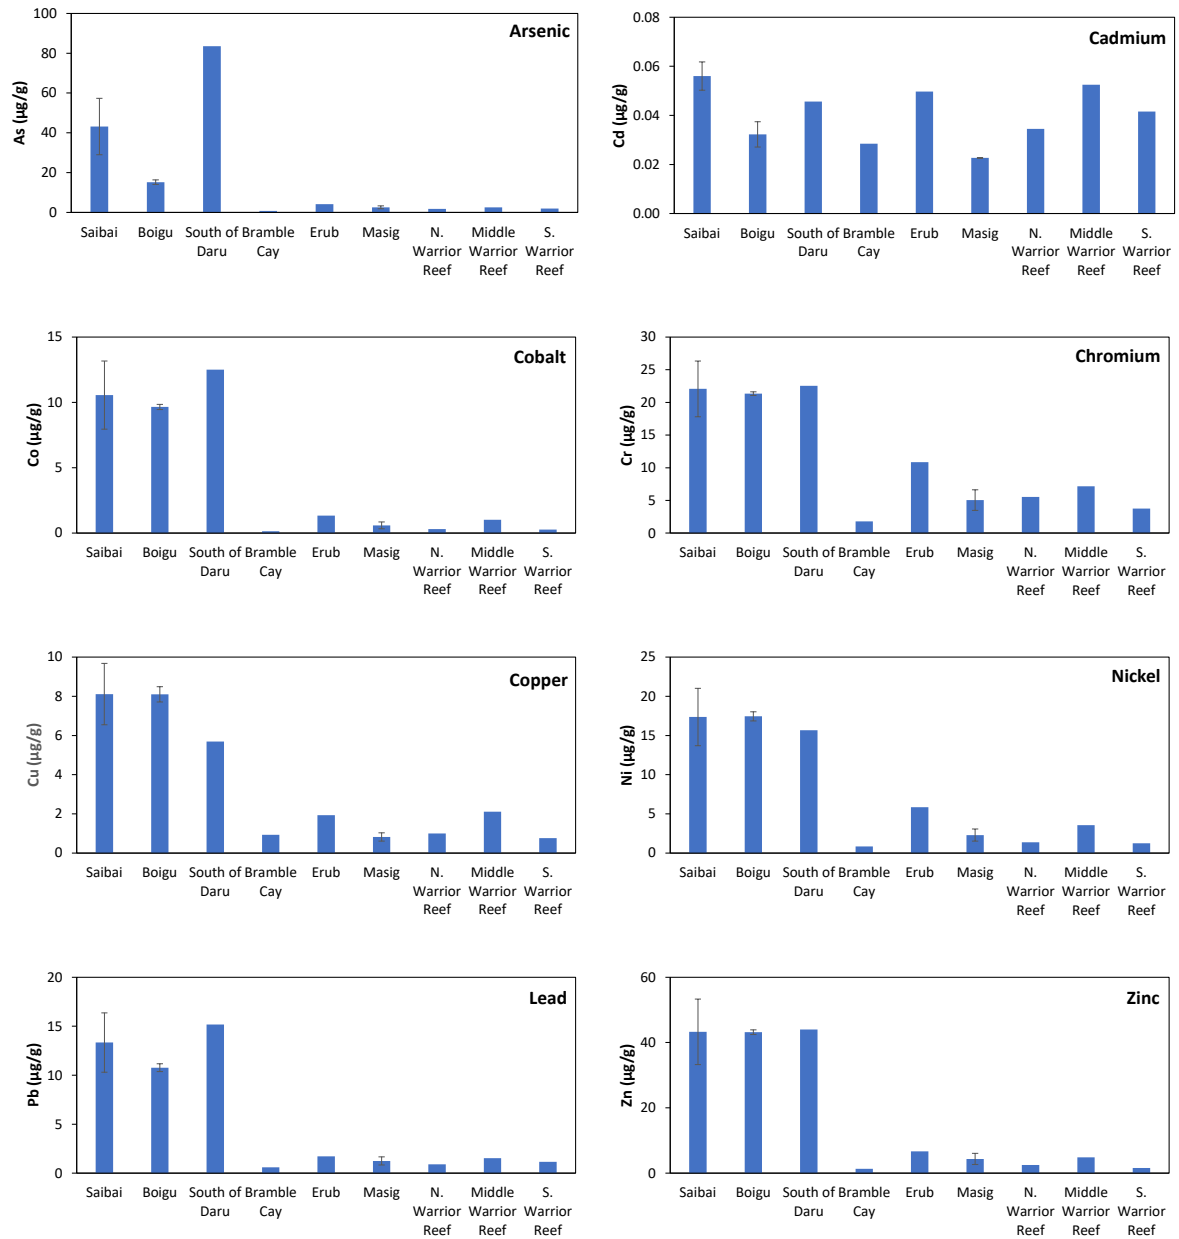 Arsenic
As (µg/g)
100
80
60
40
20
0
Saibai Boigu South of Bramble Erub Masig N. Middle S.
Daru Cay Warrior Warrior Warrior
Reef Reef Reef
Cadmium
Cd (µg/g)
0.08
0.06
0.04
0.02
0.00
Saibai Boigu South of Bramble Erub Masig N. Middle S.
Daru Cay Warrior Warrior Warrior
Reef Reef Reef
Cobalt
Co (µg/g)
15
10
5
0
Saibai Boigu South of Bramble Erub Masig N. Middle S.
Daru Cay Warrior Warrior Warrior
Reef Reef Reef
Chromium
Cr (µg/g)
30
25
20
15
10
5
0
Saibai Boigu South of Bramble Erub Masig N. Middle S.
Daru Cay Warrior Warrior Warrior
Reef Reef Reef
Copper
Cu (µg/g)
10
8
6
4
2
0
Saibai Boigu South of Bramble Erub Masig N. Middle S.
Daru Cay Warrior Warrior Warrior
Reef Reef Reef
Nickel
Ni (µg/g)
25
20
15
10
5
0
Saibai Boigu South of Bramble Erub Masig N. Middle S.
Daru Cay Warrior Warrior Warrior
Reef Reef Reef
Lead
Pb (µg/g)
20
15
10
5
0
Saibai Boigu South of Bramble Erub Masig N. Middle S.
Daru Cay Warrior Warrior Warrior
Reef Reef Reef
Zinc
Zn (µg/g)
60
40
20
0
Saibai Boigu South of Bramble Erub Masig N. Middle S.
Daru Cay Warrior Warrior Warrior
Reef Reef Reef